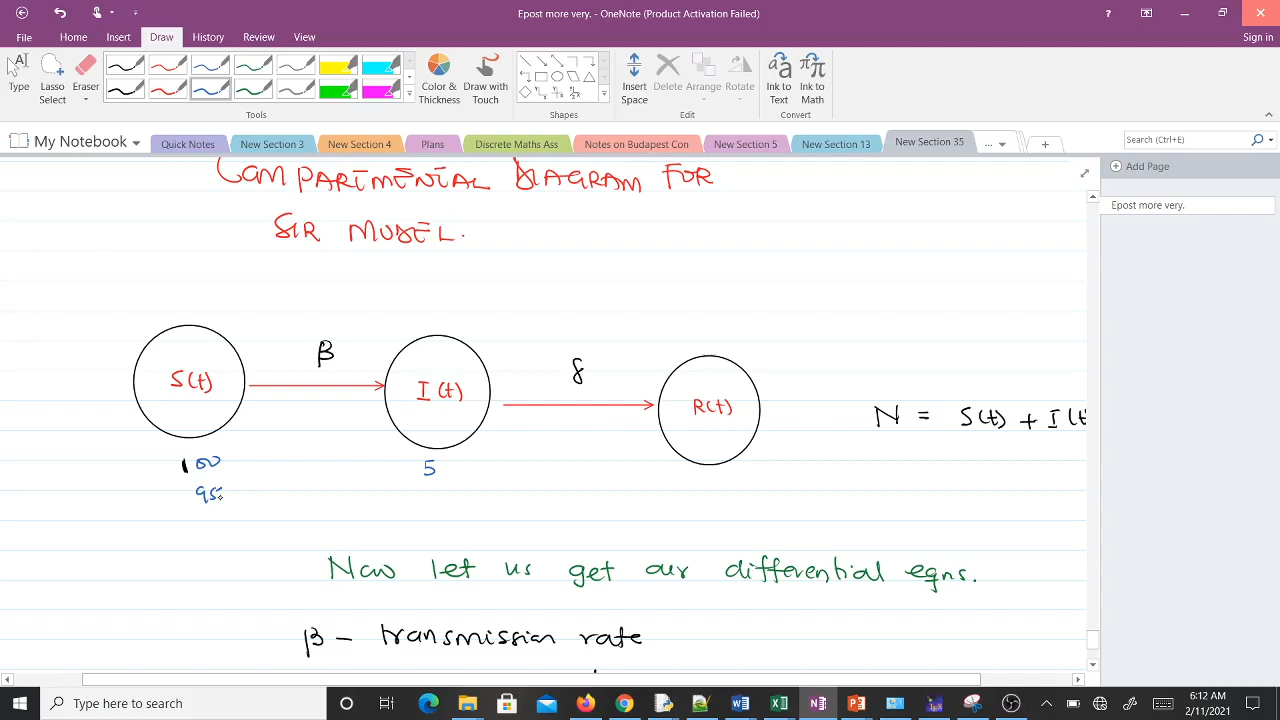 Epost more very. - OneNote (Product Activation Failed)
File Home Insert Draw History Review View Sign in
Type Lasso Select Eraser Color & Thickness Draw with Touch Insert Space Delete Arrange Rotate Ink to Text Ink to Math
Tools Shapes Edit Convert
My Notebook Quick Notes New Section 3 New Section 4 Plans Discrete Maths Ass Notes on Budapest Con New Section 5 New Section 13 New Section 35 ... Search (Ctrl+E)
Add Page
Epost more very.
COMPARTIMENTAL DIAGRAM FOR
SIR MODEL.
S(t) β I(t) γ R(t)
N = S(t) + I(t
100 5
95
Now let us get our differential eqns.
β - transmission rate
Type here to search
6:12 AM
2/11/2021